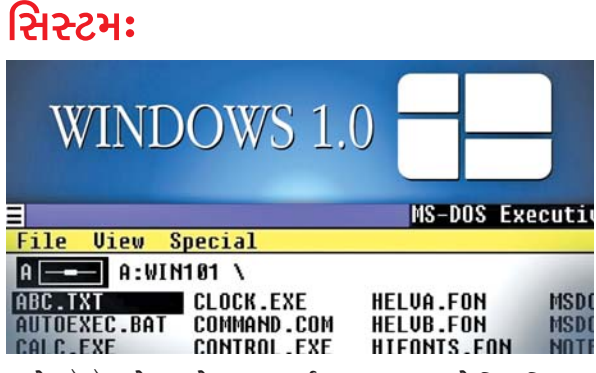 સિસ્ટમઃ
WINDOWS 1.0
MS-DOS
File View Special
A A:WIN101 \
ABC.TXT CLOCK.EXE HELVA.FON
AUTOEXEC.BAT COMMAND.COM HELVB.FON
CALC.EXE CONTROL.EXE HIFONTS.FON